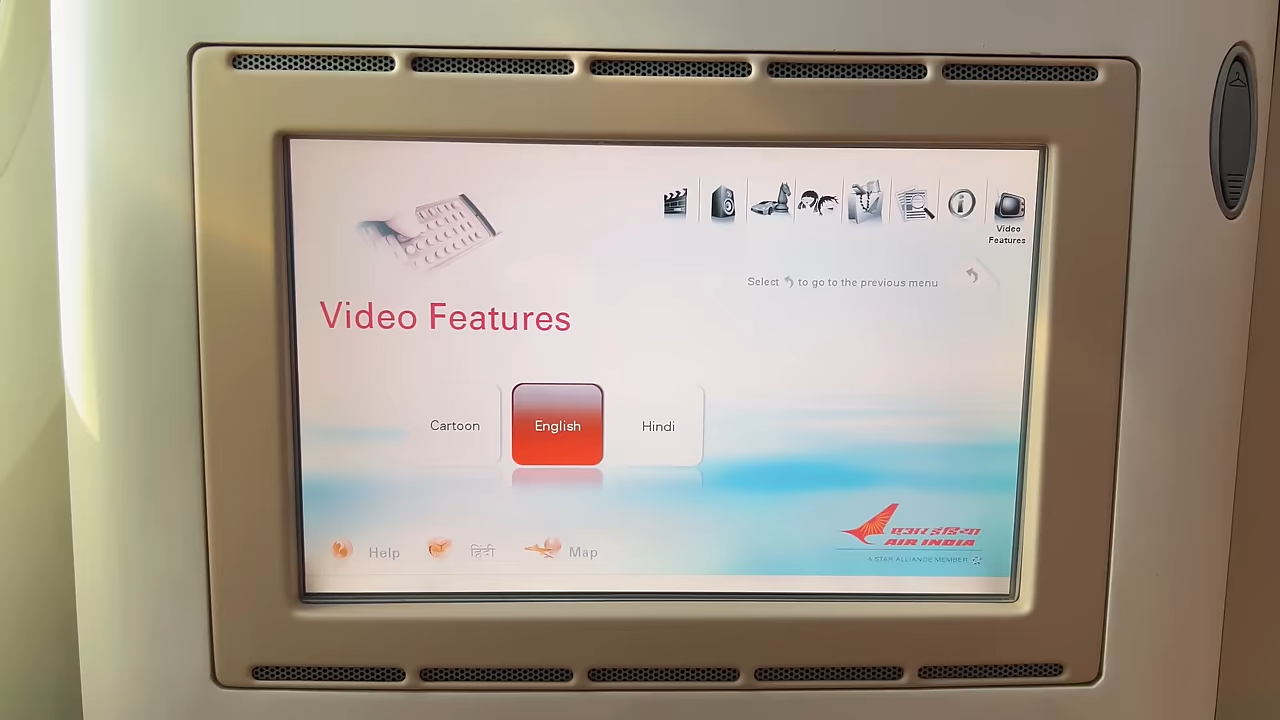 Video
Features
Select to go to the previous menu
Video Features
Cartoon
English
Hindi
Help
हिंदी
Map
एअर इंडिया
AIR INDIA
A STAR ALLIANCE MEMBER